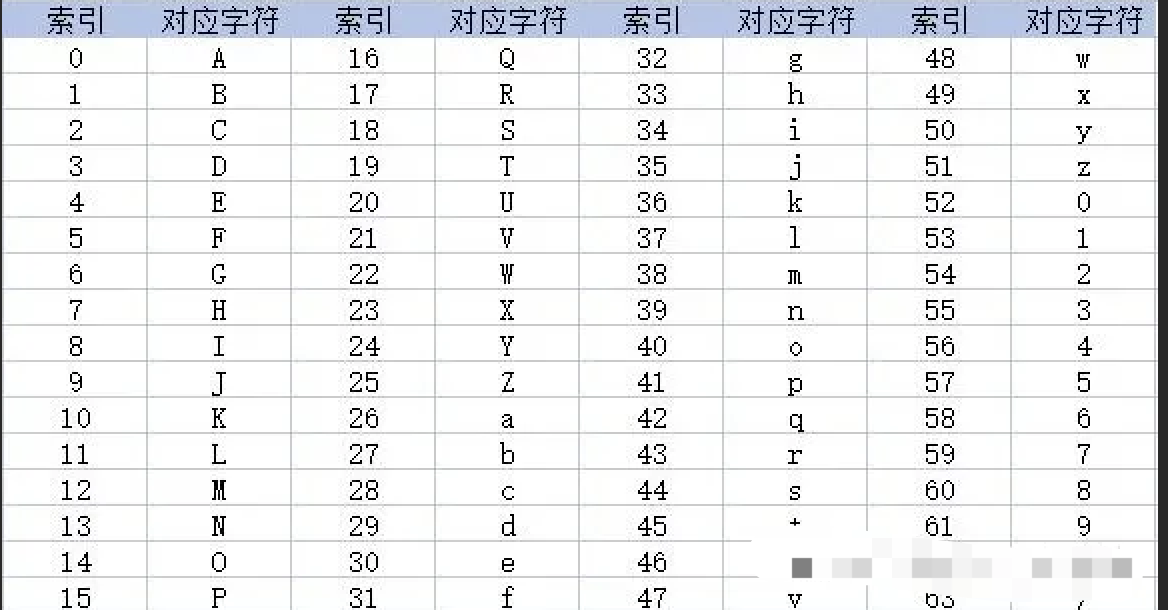 索引 对应字符 索引 对应字符 索引 对应字符 索引 对应字符
0 A 16 Q 32 g 48 w
1 B 17 R 33 h 49 x
2 C 18 S 34 i 50 y
3 D 19 T 35 j 51 z
4 E 20 U 36 k 52 0
5 F 21 V 37 l 53 1
6 G 22 W 38 m 54 2
7 H 23 X 39 n 55 3
8 I 24 Y 40 o 56 4
9 J 25 Z 41 p 57 5
10 K 26 a 42 q 58 6
11 L 27 b 43 r 59 7
12 M 28 c 44 s 60 8
13 N 29 d 45 61 9
14 O 30 e 46
15 P 31 f 47 v 63